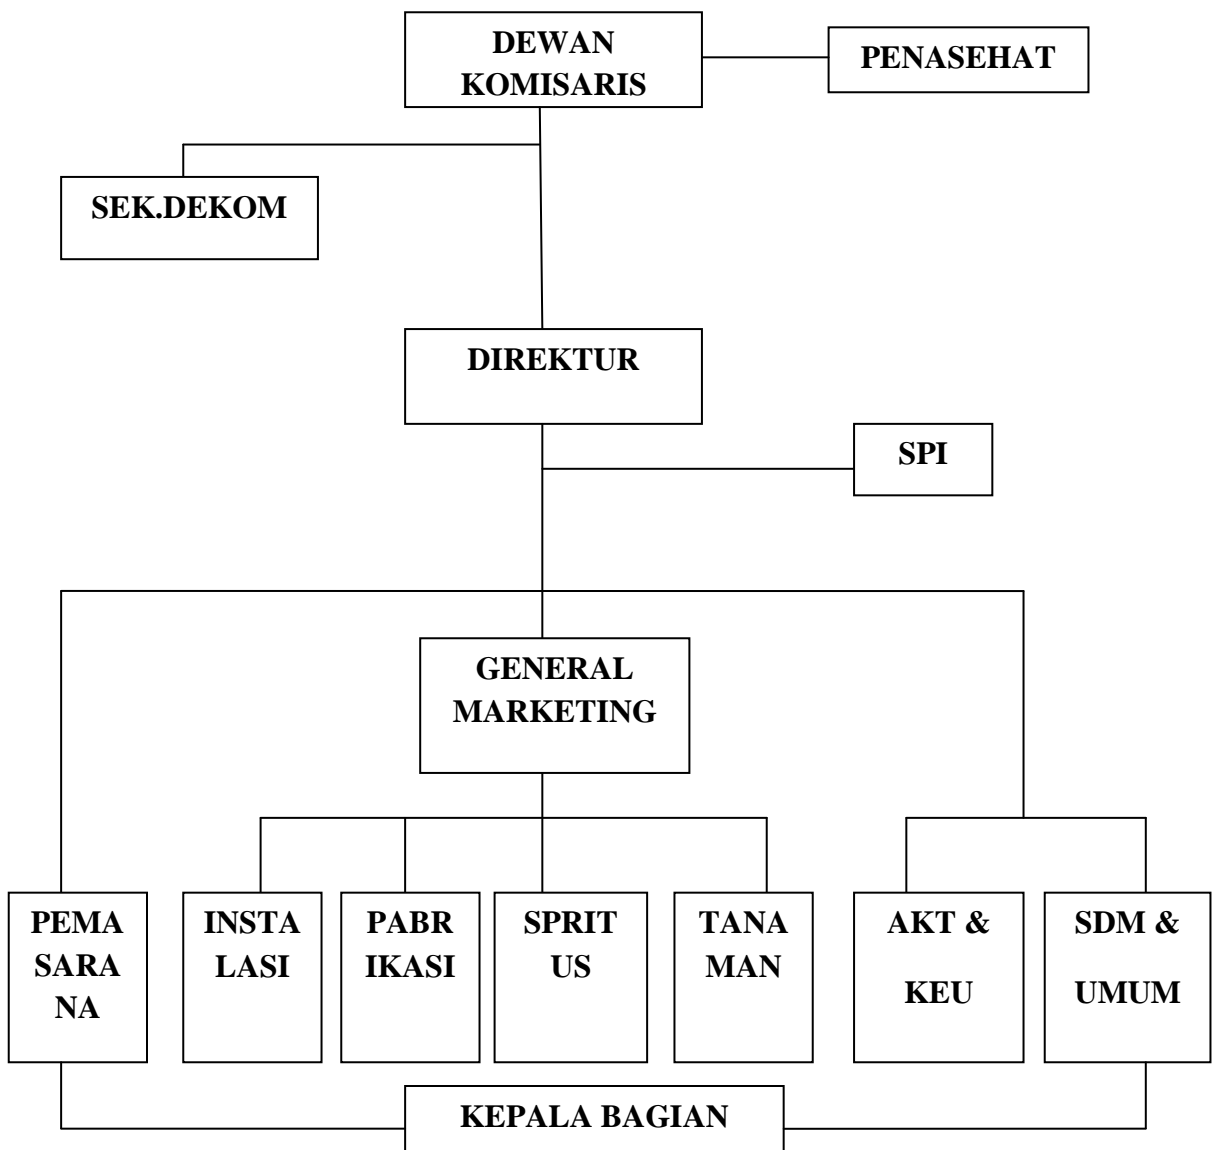 DEWAN
KOMISARIS
PENASEHAT
SEK.DEKOM
DIREKTUR
SPI
GENERAL
MARKETING
PEMA
SARA
NA
INSTA
LASI
PABR
IKASI
SPRIT
US
TANA
MAN
AKT &
KEU
SDM &
UMUM
KEPALA BAGIAN